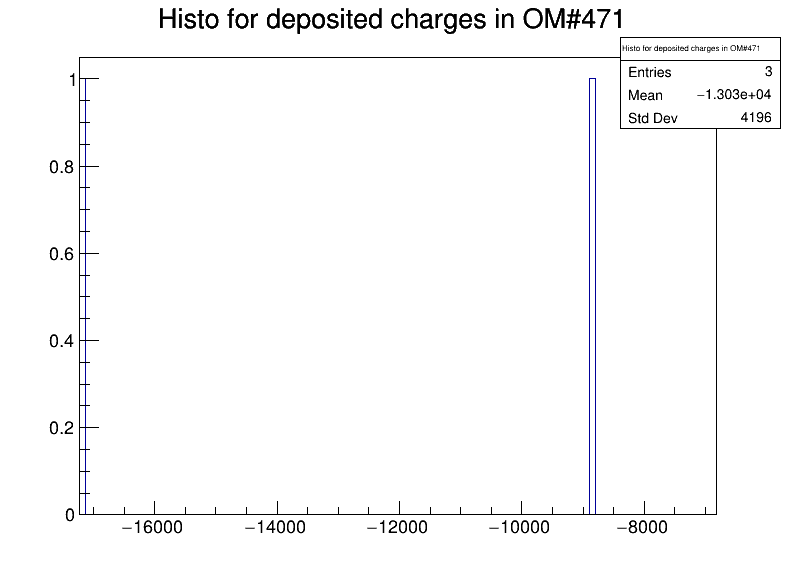 Histo for deposited charges in OM#471
Histo for deposited charges in OM#471
Entries 3
Mean −1.303e+04
Std Dev 4196
1
0.8
0.6
0.4
0.2
0
−16000 −14000 −12000 −10000 −8000